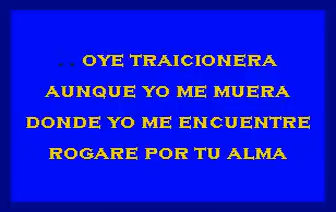 .. OYE TRAICIONERA
AUNQUE YO ME MUERA
DONDE YO ME ENCUENTRE
ROGARE POR TU ALMA